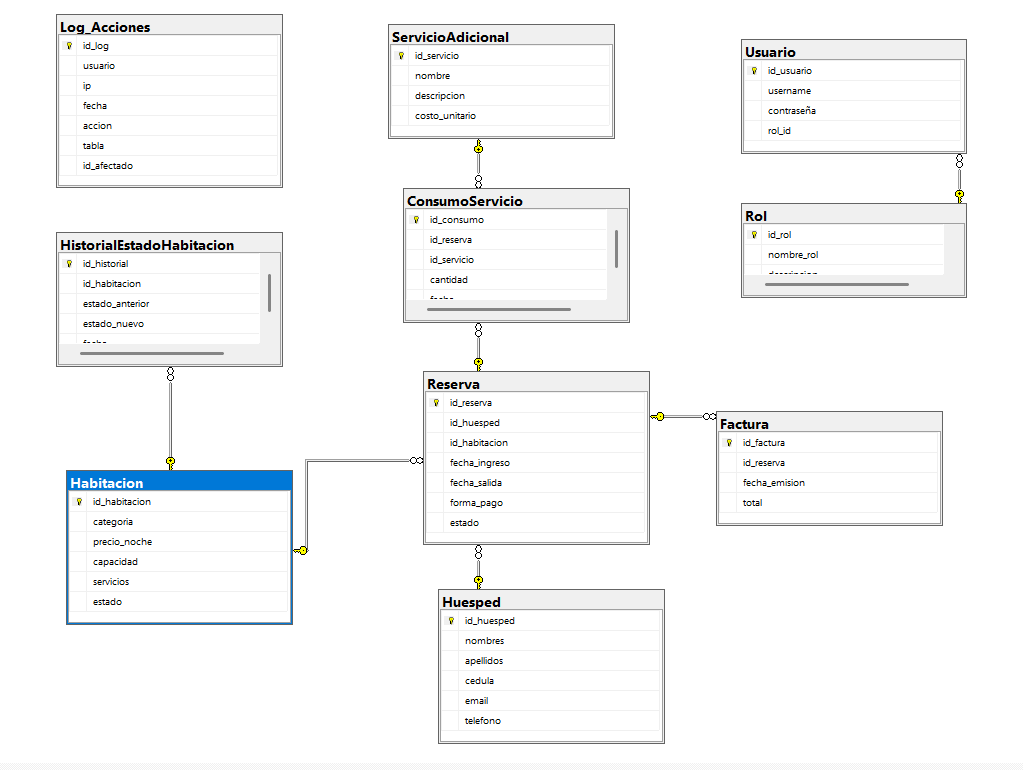 Log_Acciones
id_log
usuario
ip
fecha
accion
tabla
id_afectado
ServicioAdicional
id_servicio
nombre
descripcion
costo_unitario
Usuario
id_usuario
username
contraseña
rol_id
ConsumoServicio
id_consumo
id_reserva
id_servicio
cantidad
fecha
Rol
id_rol
nombre_rol
descripcion
HistorialEstadoHabitacion
id_historial
id_habitacion
estado_anterior
estado_nuevo
fecha
Reserva
id_reserva
id_huesped
id_habitacion
fecha_ingreso
fecha_salida
forma_pago
estado
Factura
id_factura
id_reserva
fecha_emision
total
Habitacion
id_habitacion
categoria
precio_noche
capacidad
servicios
estado
Huesped
id_huesped
nombres
apellidos
cedula
email
telefono